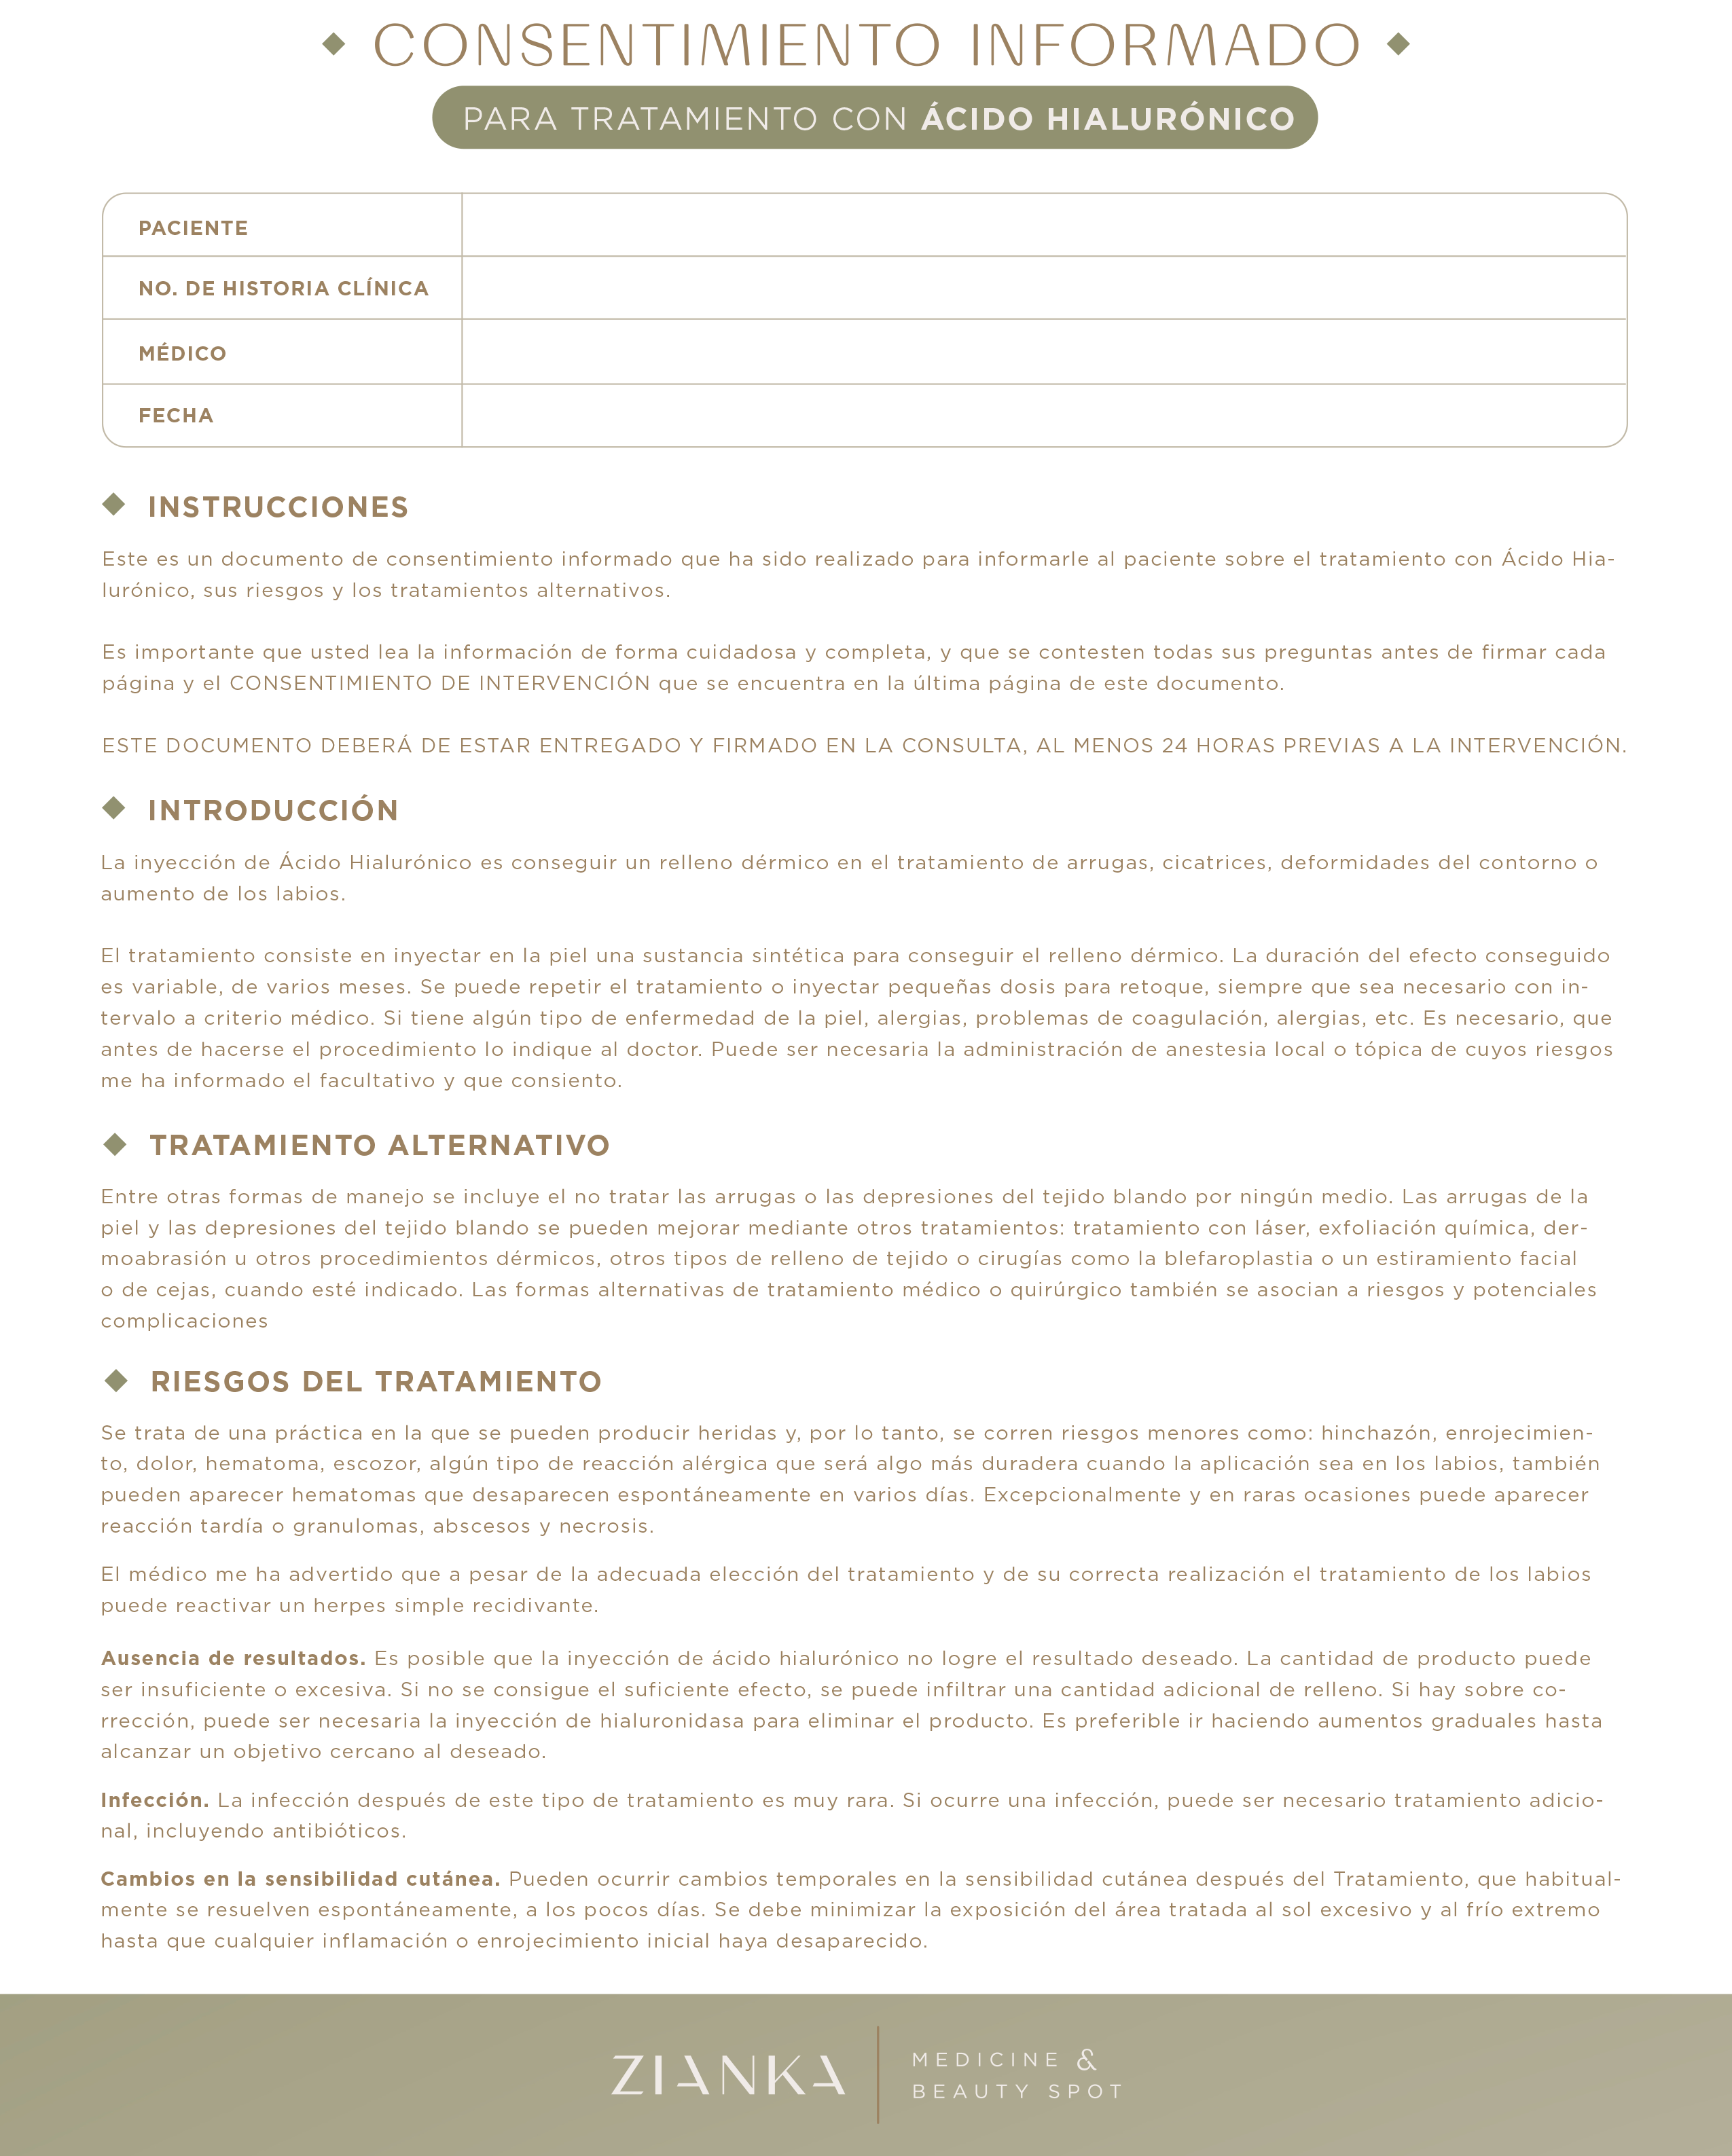 CONSENTIMIENTO INFORMADO
PARA TRATAMIENTO CON ÁCIDO HIALURÓNICO
PACIENTE
NO. DE HISTORIA CLÍNICA
MÉDICO
FECHA
INSTRUCCIONES
Este es un documento de consentimiento informado que ha sido realizado para informarle al paciente sobre el tratamiento con Ácido Hia-
lurónico, sus riesgos y los tratamientos alternativos.
Es importante que usted lea la información de forma cuidadosa y completa, y que se contesten todas sus preguntas antes de firmar cada
página y el CONSENTIMIENTO DE INTERVENCIÓN que se encuentra en la última página de este documento.
ESTE DOCUMENTO DEBERÁ DE ESTAR ENTREGADO Y FIRMADO EN LA CONSULTA, AL MENOS 24 HORAS PREVIAS A LA INTERVENCIÓN.
INTRODUCCIÓN
La inyección de Ácido Hialurónico es conseguir un relleno dérmico en el tratamiento de arrugas, cicatrices, deformidades del contorno o
aumento de los labios.
El tratamiento consiste en inyectar en la piel una sustancia sintética para conseguir el relleno dérmico. La duración del efecto conseguido
es variable, de varios meses. Se puede repetir el tratamiento o inyectar pequeñas dosis para retoque, siempre que sea necesario con in-
tervalo a criterio médico. Si tiene algún tipo de enfermedad de la piel, alergias, problemas de coagulación, alergias, etc. Es necesario, que
antes de hacerse el procedimiento lo indique al doctor. Puede ser necesaria la administración de anestesia local o tópica de cuyos riesgos
me ha informado el facultativo y que consiento.
TRATAMIENTO ALTERNATIVO
Entre otras formas de manejo se incluye el no tratar las arrugas o las depresiones del tejido blando por ningún medio. Las arrugas de la
piel y las depresiones del tejido blando se pueden mejorar mediante otros tratamientos: tratamiento con láser, exfoliación química, der-
moabrasión u otros procedimientos dérmicos, otros tipos de relleno de tejido o cirugías como la blefaroplastia o un estiramiento facial
o de cejas, cuando esté indicado. Las formas alternativas de tratamiento médico o quirúrgico también se asocian a riesgos y potenciales
complicaciones
RIESGOS DEL TRATAMIENTO
Se trata de una práctica en la que se pueden producir heridas y, por lo tanto, se corren riesgos menores como: hinchazón, enrojecimien-
to, dolor, hematoma, escozor, algún tipo de reacción alérgica que será algo más duradera cuando la aplicación sea en los labios, también
pueden aparecer hematomas que desaparecen espontáneamente en varios días. Excepcionalmente y en raras ocasiones puede aparecer
reacción tardía o granulomas, abscesos y necrosis.
El médico me ha advertido que a pesar de la adecuada elección del tratamiento y de su correcta realización el tratamiento de los labios
puede reactivar un herpes simple recidivante.
Ausencia de resultados. Es posible que la inyección de ácido hialurónico no logre el resultado deseado. La cantidad de producto puede
ser insuficiente o excesiva. Si no se consigue el suficiente efecto, se puede infiltrar una cantidad adicional de relleno. Si hay sobre co-
rrección, puede ser necesaria la inyección de hialuronidasa para eliminar el producto. Es preferible ir haciendo aumentos graduales hasta
alcanzar un objetivo cercano al deseado.
Infección. La infección después de este tipo de tratamiento es muy rara. Si ocurre una infección, puede ser necesario tratamiento adicio-
nal, incluyendo antibióticos.
Cambios en la sensibilidad cutánea. Pueden ocurrir cambios temporales en la sensibilidad cutánea después del Tratamiento, que habitual-
mente se resuelven espontáneamente, a los pocos días. Se debe minimizar la exposición del área tratada al sol excesivo y al frío extremo
hasta que cualquier inflamación o enrojecimiento inicial haya desaparecido.
ZIANKA
MEDICINE &
BEAUTY SPOT